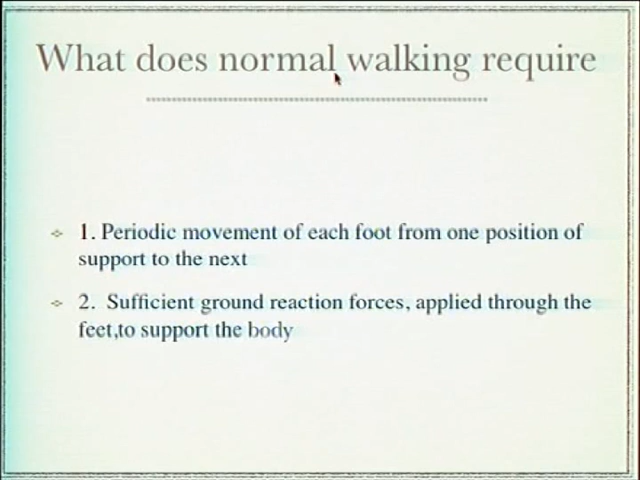 What does normal walking require
1. Periodic movement of each foot from one position of
support to the next
2. Sufficient ground reaction forces, applied through the
feet,to support the body